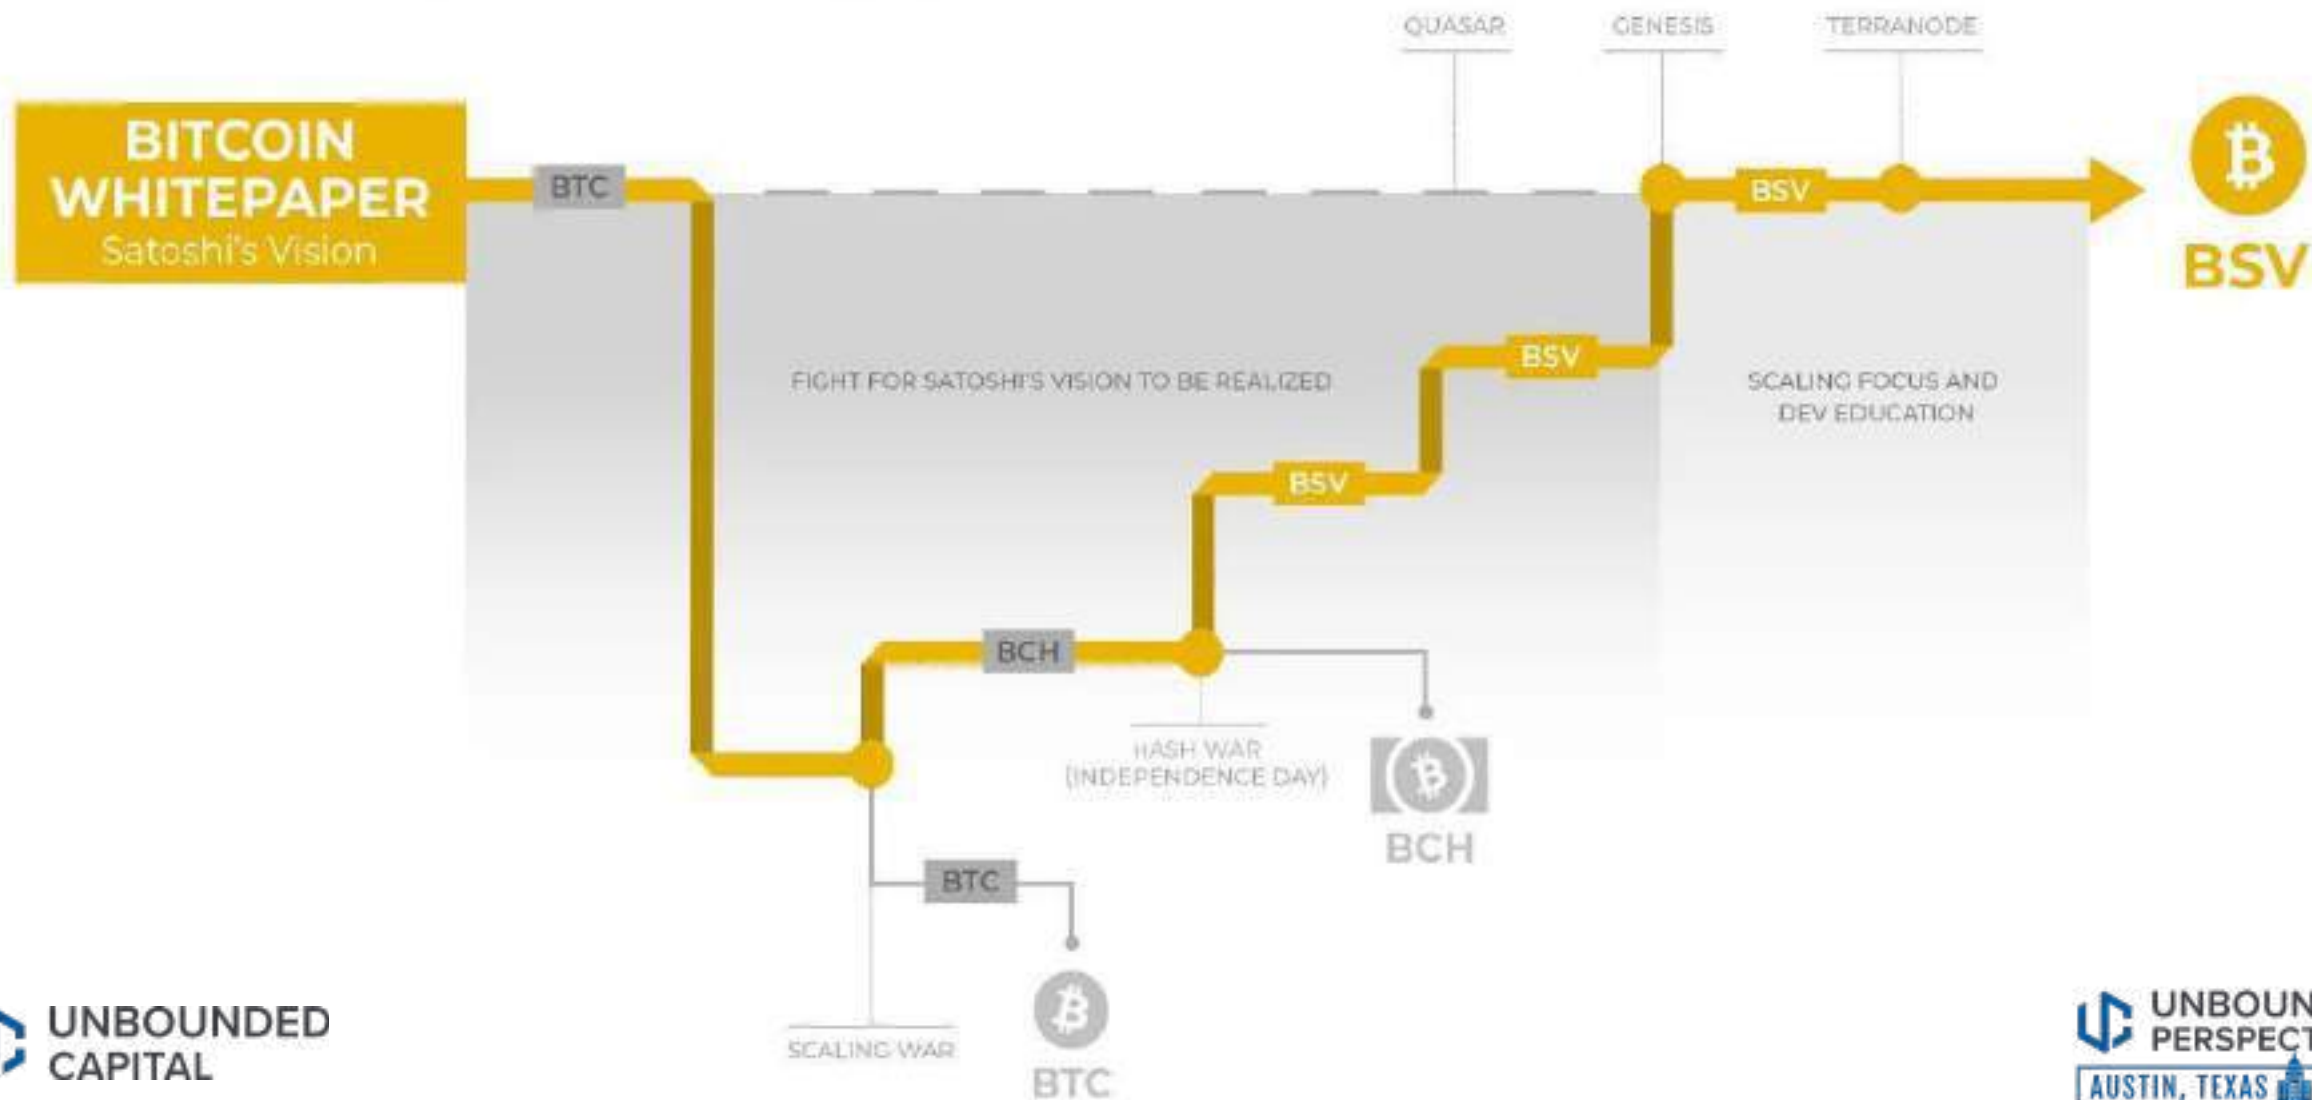 QUASAR
GENESIS
TERRANODE
BITCOIN
WHITEPAPER
Satoshi's Vision
BTC
BSV
BSV
FIGHT FOR SATOSHI'S VISION TO BE REALIZED
BSV
SCALING FOCUS AND
DEV EDUCATION
BSV
BCH
HASH WAR
(INDEPENDENCE DAY)
BCH
BTC
SCALING WAR
BTC
UNBOUNDED
CAPITAL
UNBOUN
PERSPECT
AUSTIN, TEXAS